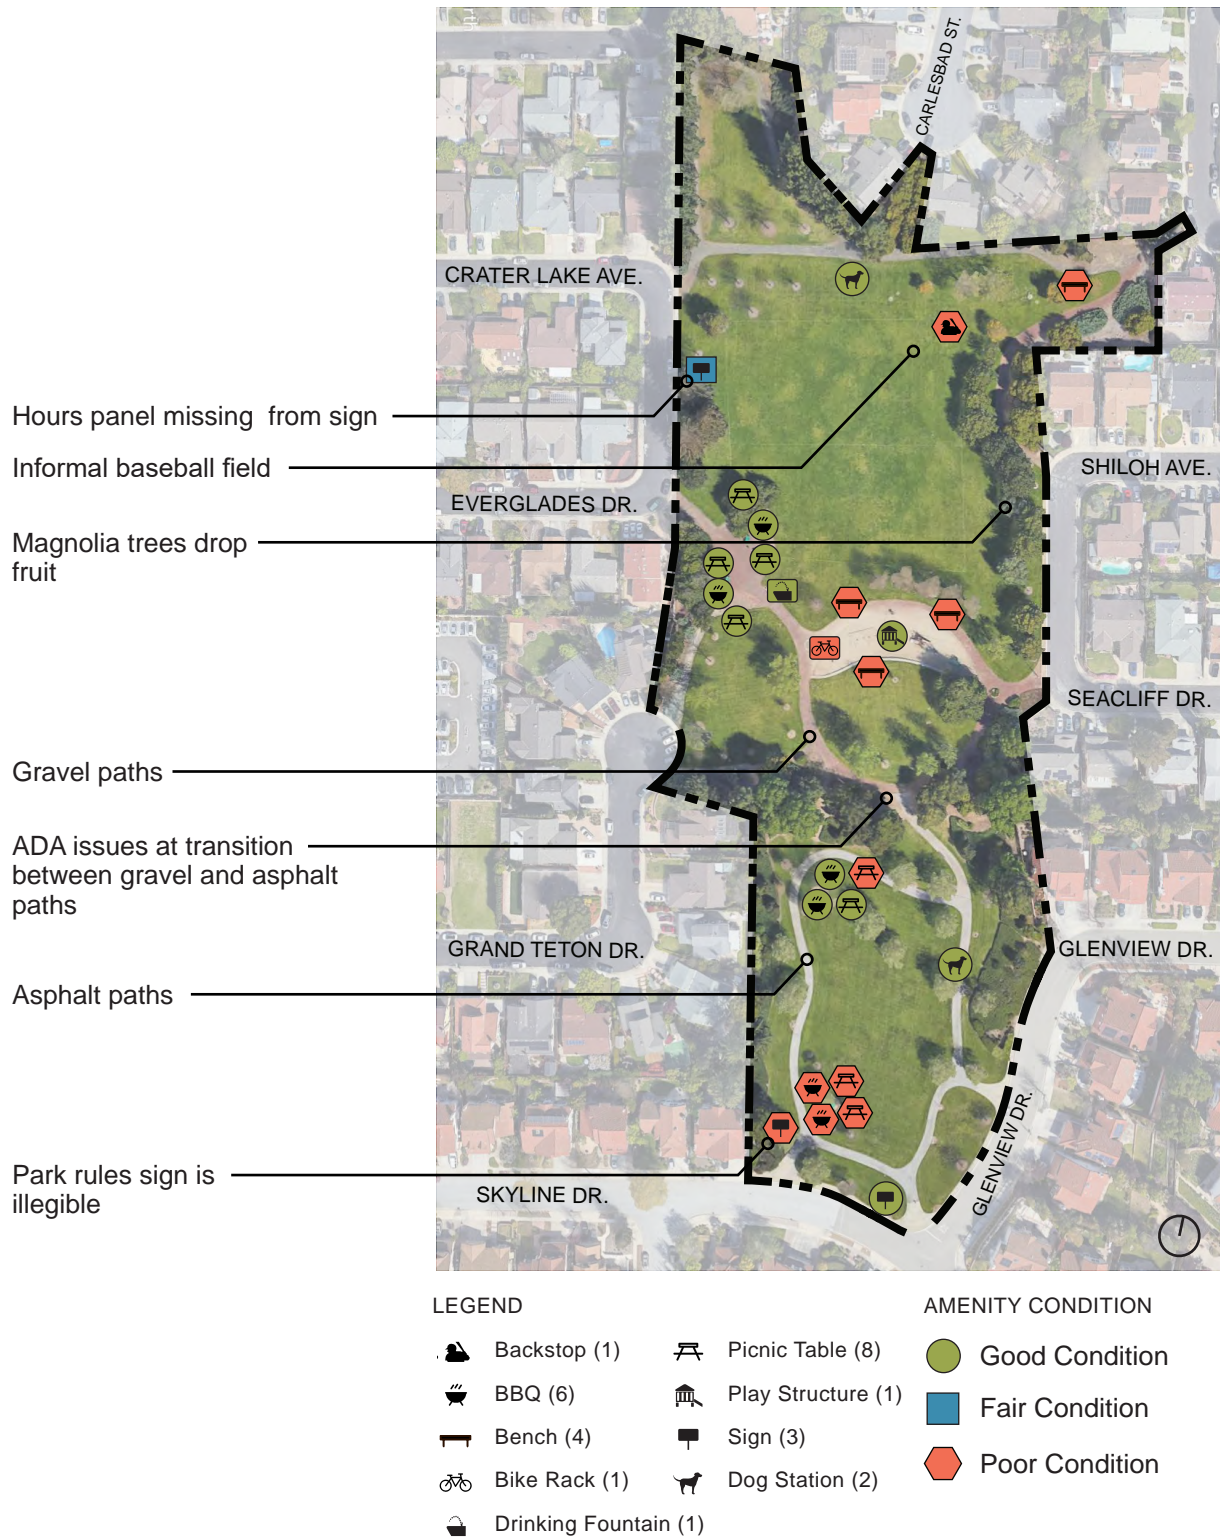 CARLESBAD ST.
CRATER LAKE AVE.
Hours panel missing from sign
Informal baseball field
SHILOH AVE.
EVERGLADES DR.
Magnolia trees drop
fruit
SEACLIFF DR.
Gravel paths
ADA issues at transition
between gravel and asphalt
paths
GRAND TETON DR.
GLENVIEW DR.
Asphalt paths
GLENVIEW DR.
Park rules sign is
illegible
SKYLINE DR.
LEGEND
Backstop (1)
BBQ (6)
Bench (4)
Bike Rack (1)
Drinking Fountain (1)
Picnic Table (8)
Play Structure (1)
Sign (3)
Dog Station (2)
AMENITY CONDITION
Good Condition
Fair Condition
Poor Condition